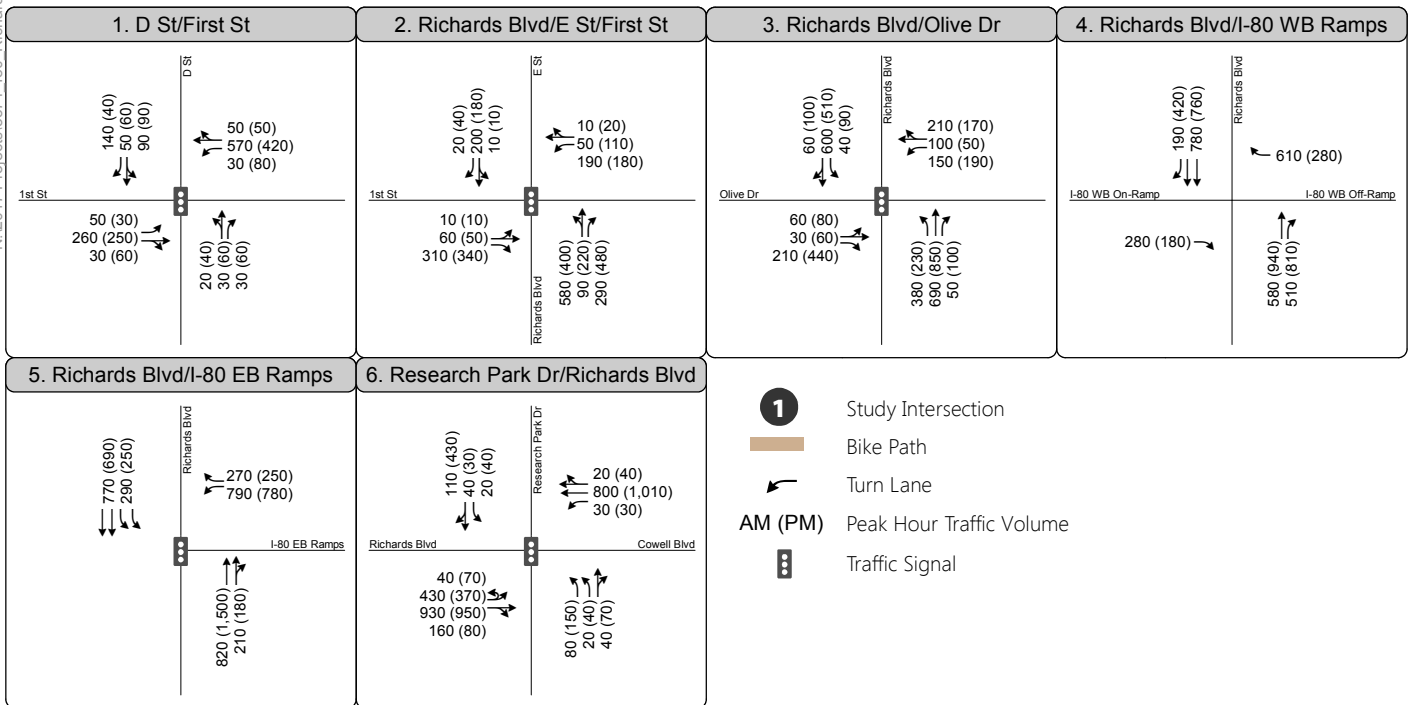 1. D St/First St
D St
140 (40)
50 (60)
90 (90)
50 (50)
570 (420)
30 (80)
1st St
50 (30)
260 (250)
30 (60)
20 (40)
30 (60)
30 (60)
2. Richards Blvd/E St/First St
E St
20 (40)
200 (180)
10 (10)
10 (20)
50 (110)
190 (180)
1st St
10 (10)
60 (50)
310 (340)
580 (400)
90 (220)
290 (480)
Richards Blvd
3. Richards Blvd/Olive Dr
Richards Blvd
60 (100)
600 (510)
40 (90)
210 (170)
100 (50)
150 (190)
Olive Dr
60 (80)
30 (60)
210 (440)
380 (230)
690 (850)
50 (100)
4. Richards Blvd/I-80 WB Ramps
Richards Blvd
190 (420)
780 (760)
610 (280)
I-80 WB On-Ramp
I-80 WB Off-Ramp
280 (180)
580 (940)
510 (810)
5. Richards Blvd/I-80 EB Ramps
Richards Blvd
770 (690)
290 (250)
270 (250)
790 (780)
I-80 EB Ramps
820 (1,500)
210 (180)
6. Research Park Dr/Richards Blvd
Research Park Dr
110 (430)
40 (30)
20 (40)
20 (40)
800 (1,010)
30 (30)
Richards Blvd
Cowell Blvd
40 (70)
430 (370)
930 (950)
160 (80)
80 (150)
20 (40)
40 (70)
1 Study Intersection
Bike Path
Turn Lane
AM (PM) Peak Hour Traffic Volume
Traffic Signal